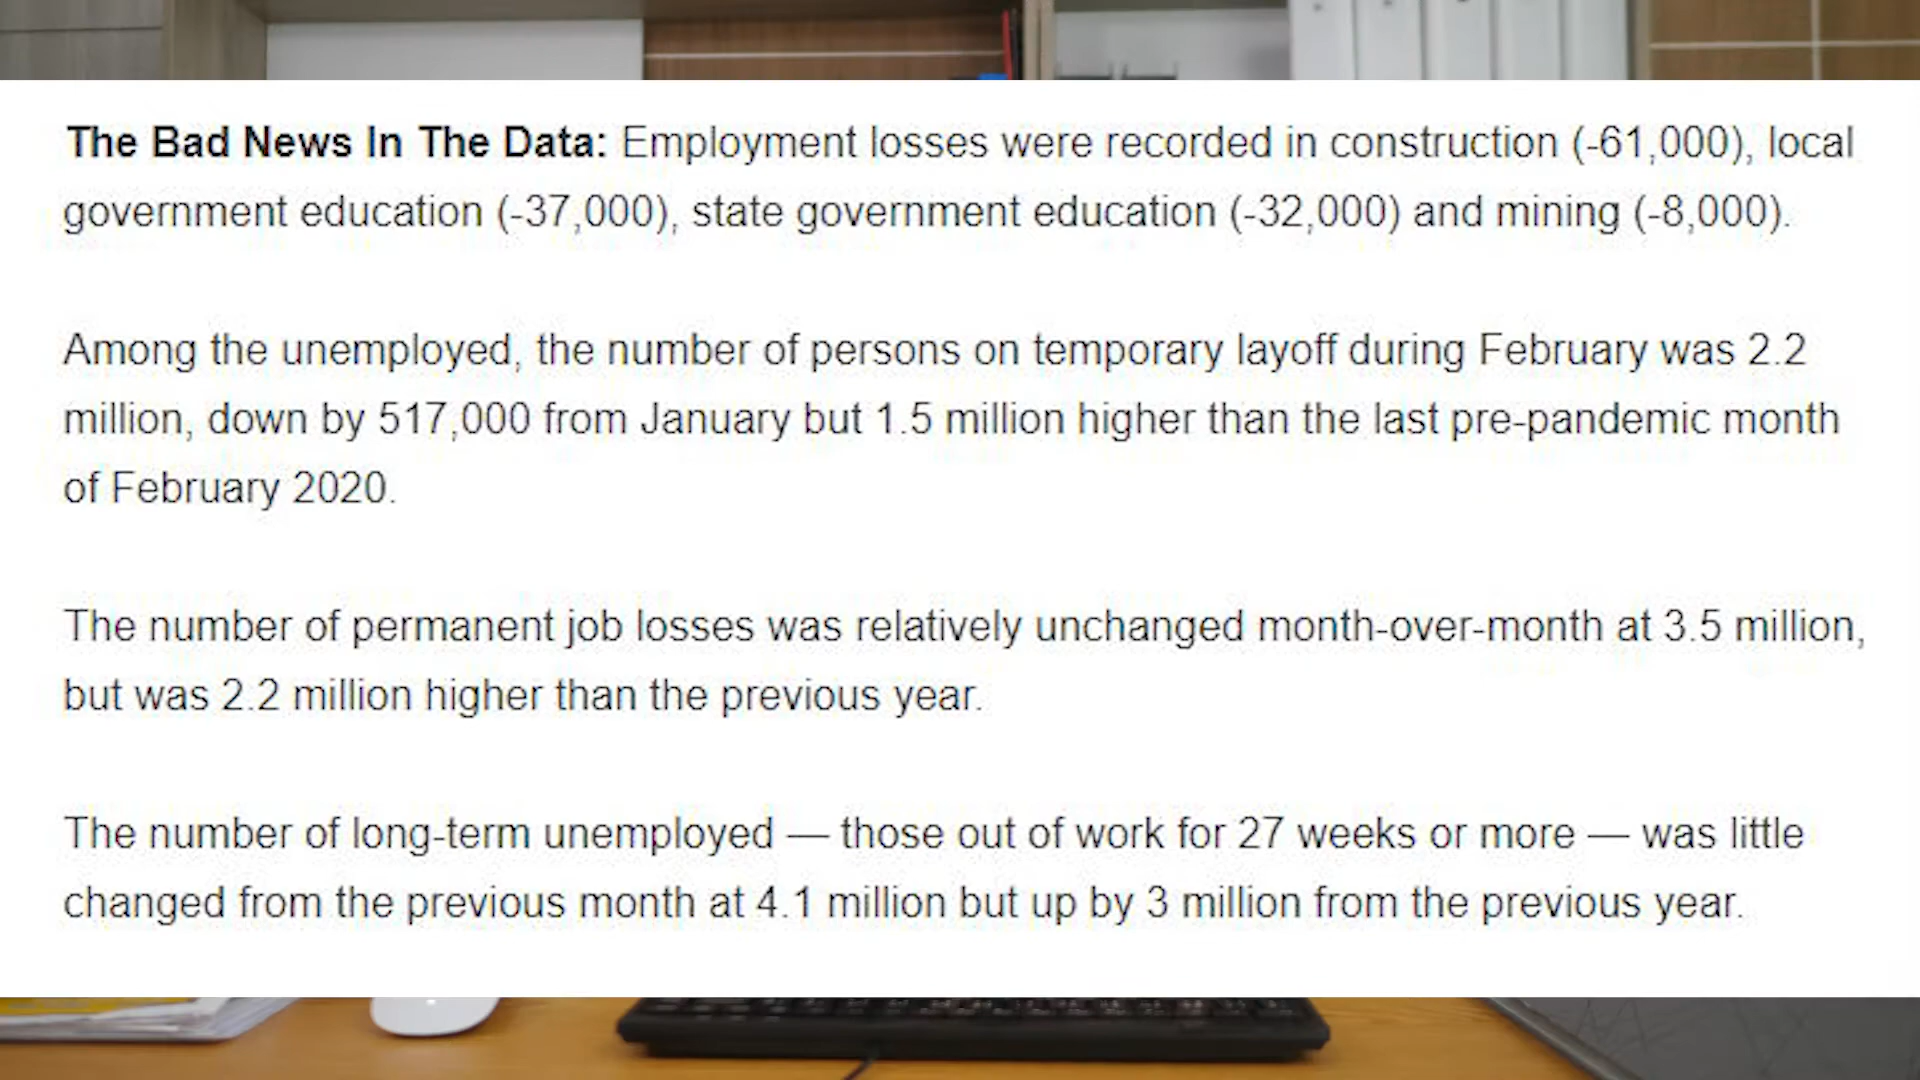 The Bad News In The Data: Employment losses were recorded in construction (-61,000), local
government education (-37,000), state government education (-32,000) and mining (-8,000).
Among the unemployed, the number of persons on temporary layoff during February was 2.2
million, down by 517,000 from January but 1.5 million higher than the last pre-pandemic month
of February 2020.
The number of permanent job losses was relatively unchanged month-over-month at 3.5 million,
but was 2.2 million higher than the previous year.
The number of long-term unemployed — those out of work for 27 weeks or more — was little
changed from the previous month at 4.1 million but up by 3 million from the previous year.